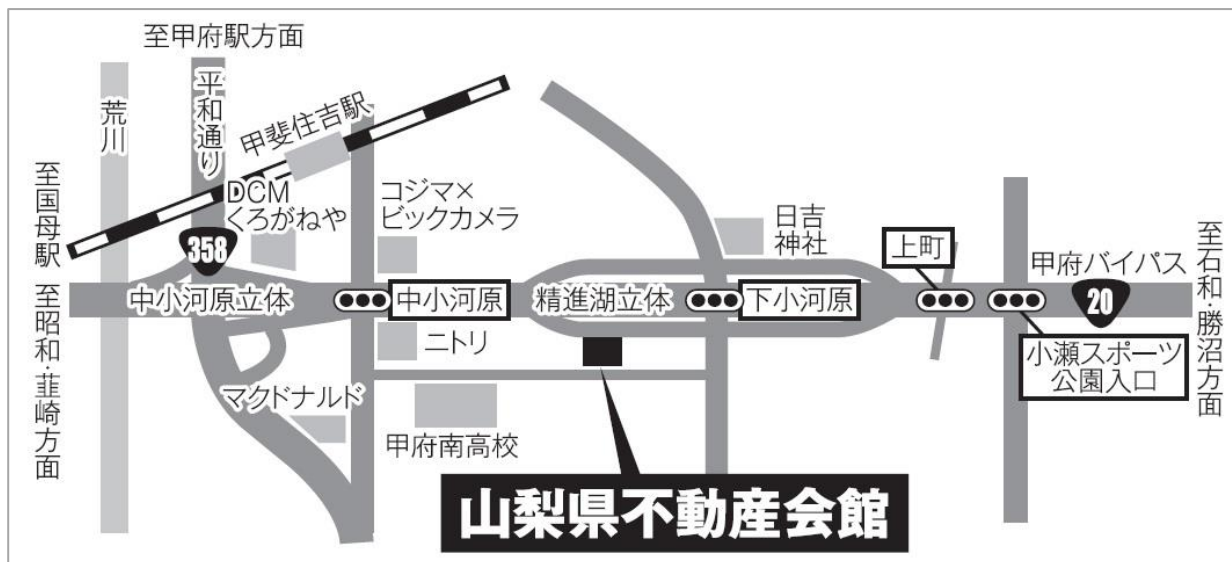 至甲府駅方面
荒川
平和通り
甲斐住吉駅
至国母駅
DCM
くろがねや
コジマ×
ビックカメラ
日吉
神社
上町
甲府バイパス
至石和・勝沼方面
358
20
至昭和・韮崎方面
中小河原立体
中小河原
精進湖立体
下小河原
小瀬スポーツ
公園入口
ニトリ
マクドナルド
甲府南高校
山梨県不動産会館